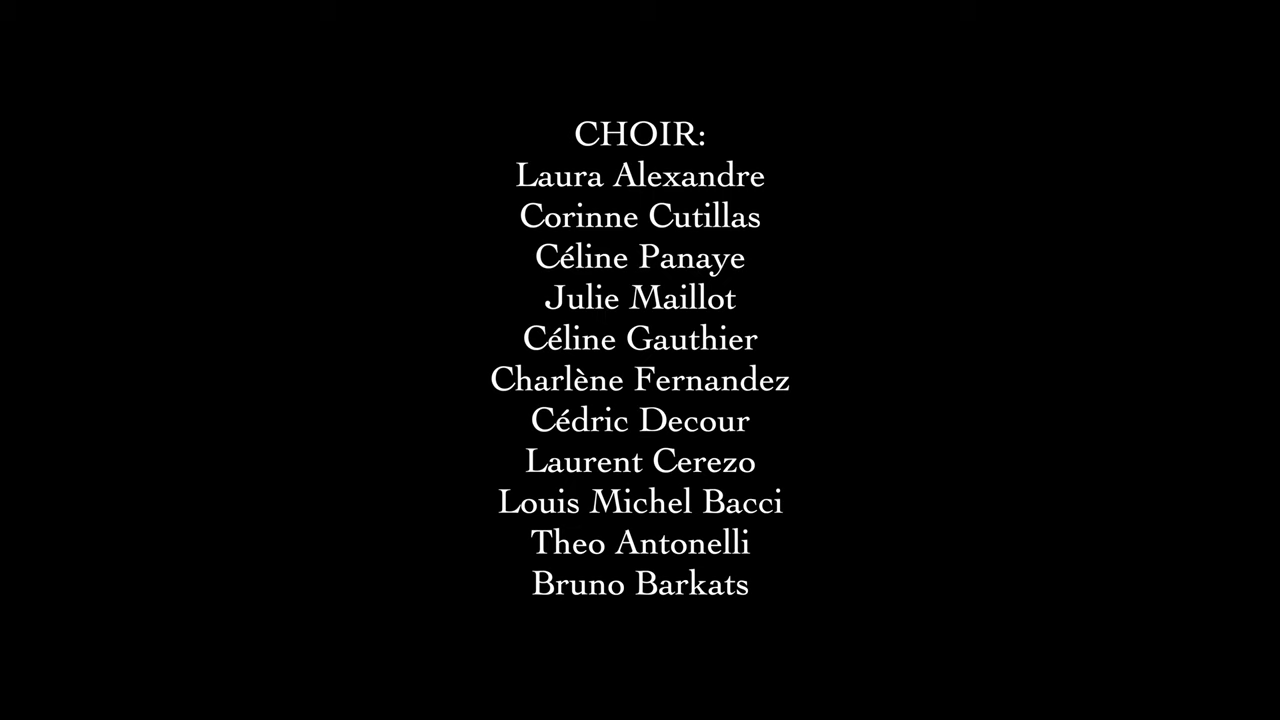 CHOIR:
Laura Alexandre
Corinne Cutillas
Céline Panaye
Julie Maillot
Céline Gauthier
Charlène Fernandez
Cédric Decour
Laurent Cerezo
Louis Michel Bacci
Theo Antonelli
Bruno Barkats